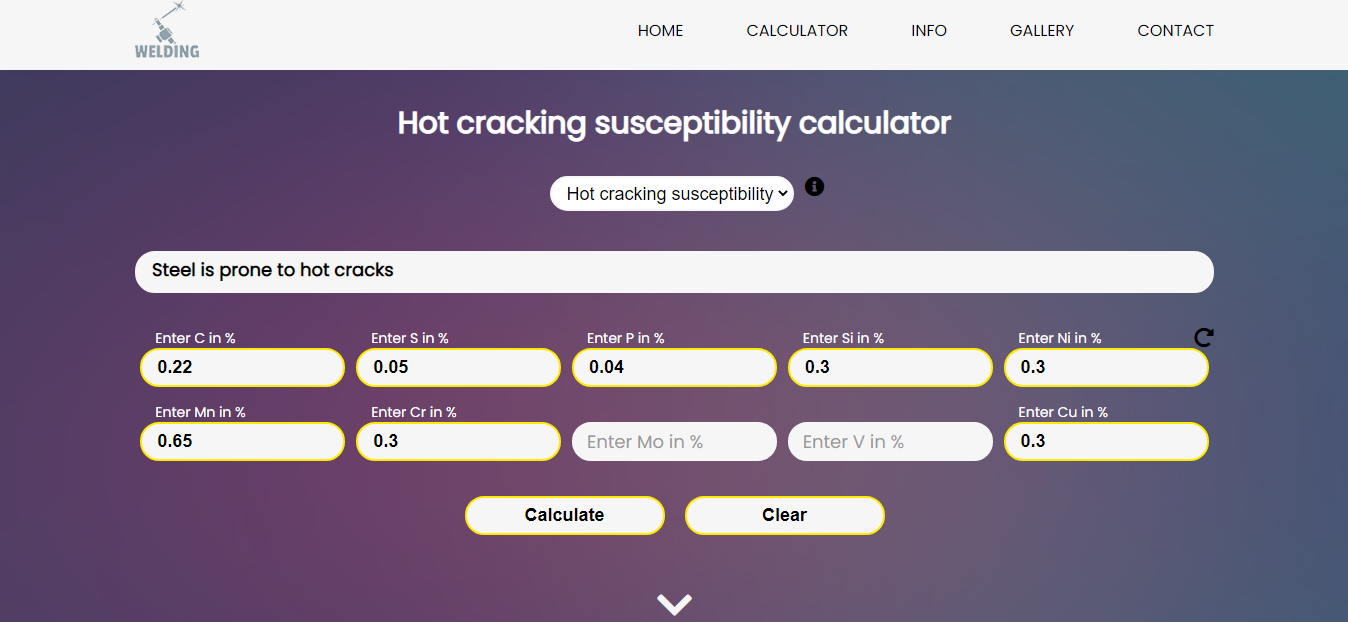 WELDING
HOME CALCULATOR INFO GALLERY CONTACT
Hot cracking susceptibility calculator
Hot cracking susceptibility
Steel is prone to hot cracks
Enter C in % Enter S in % Enter P in % Enter Si in % Enter Ni in %
0.22 0.05 0.04 0.3 0.3
Enter Mn in % Enter Cr in % Enter Cu in %
0.65 0.3 Enter Mo in % Enter V in % 0.3
Calculate Clear